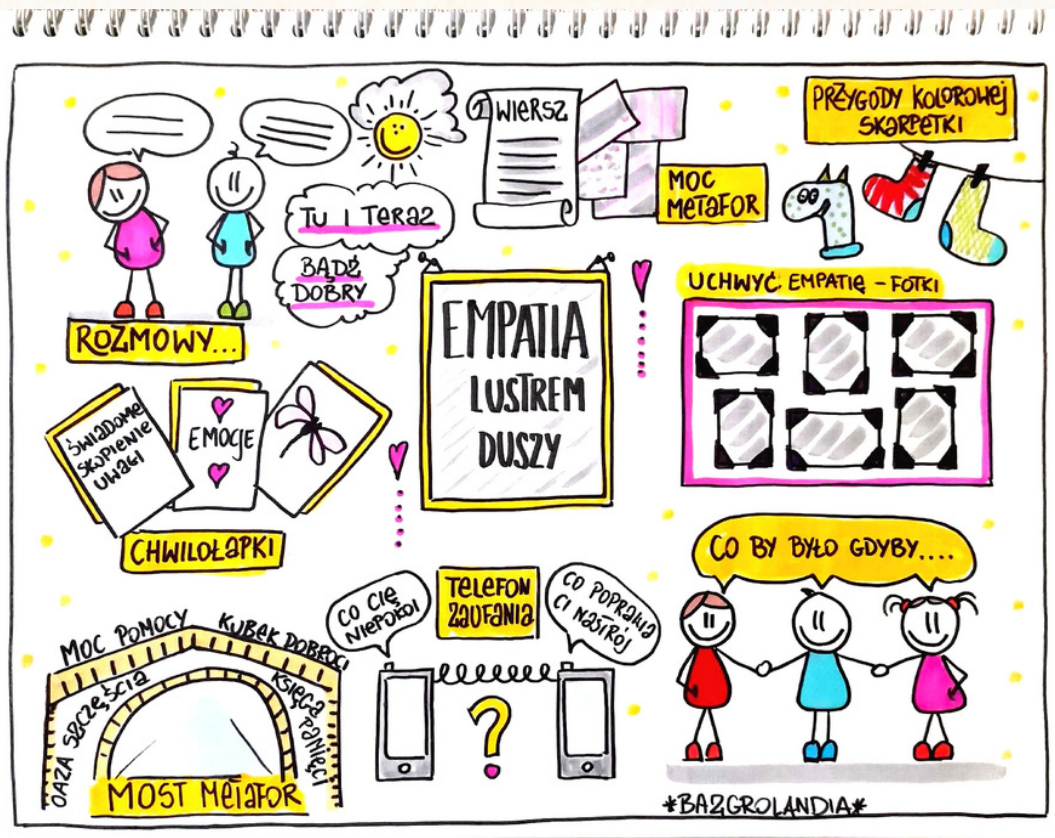 WIERSZ
PRZYGODY KOLOROWEJ
SKARPETKI
MOC
METAFOR
TU I TERAZ
BĄDŹ
DOBRY
UCHWYĆ EMPATIĘ - FOTKI
ROZMOWY...
EMPATIA
LUSTREM
DUSZY
ŚWIADOME
SKUPIENIE
UWAGI
EMOCJE
CHWILOŁAPKI
CO BY BYŁO GDYBY....
TELEFON
ZAUFANIA
CO CIĘ
NIEPOKOI
CO POPRAWIA
CI NASTRÓJ
?
MOC POMOCY
KUBEK DOBROCI
OAZA SZCZĘŚCIA
KSIĘGA
PAMIĘCI
MOST METAFOR
*BAZGROLANDIA*